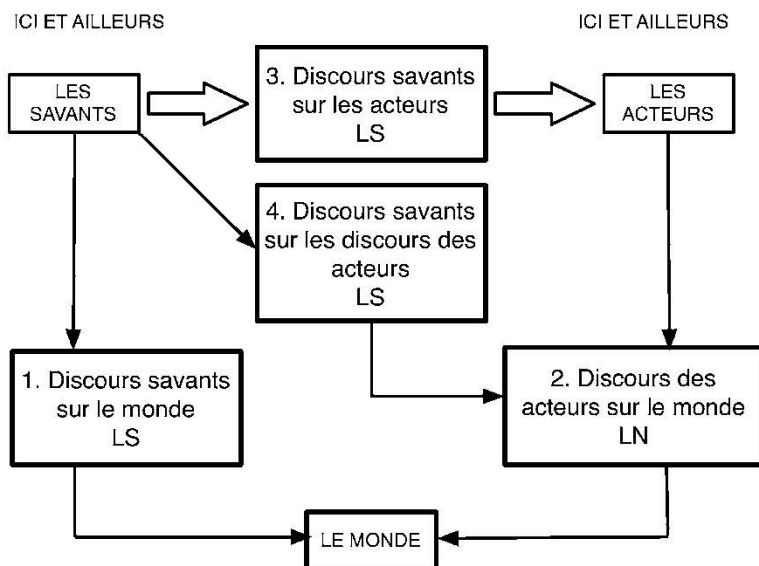 ICI ET AILLEURS
ICI ET AILLEURS
LES
SAVANTS
3. Discours savants
sur les acteurs
LS
LES
ACTEURS
4. Discours savants
sur les discours des
acteurs
LS
1. Discours savants
sur le monde
LS
2. Discours des
acteurs sur le monde
LN
LE MONDE